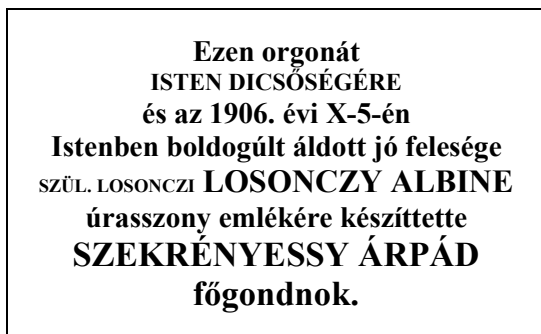 Ezen orgonát
ISTEN DICSŐSÉGÉRE
és az 1906. évi X-5-én
Istenben boldogúlt áldott jó felesége
SZÜL. LOSONCZI LOSONCZY ALBINE
úrasszony emlékére készíttette
SZEKRÉNYESSY ÁRPÁD
főgondnok.